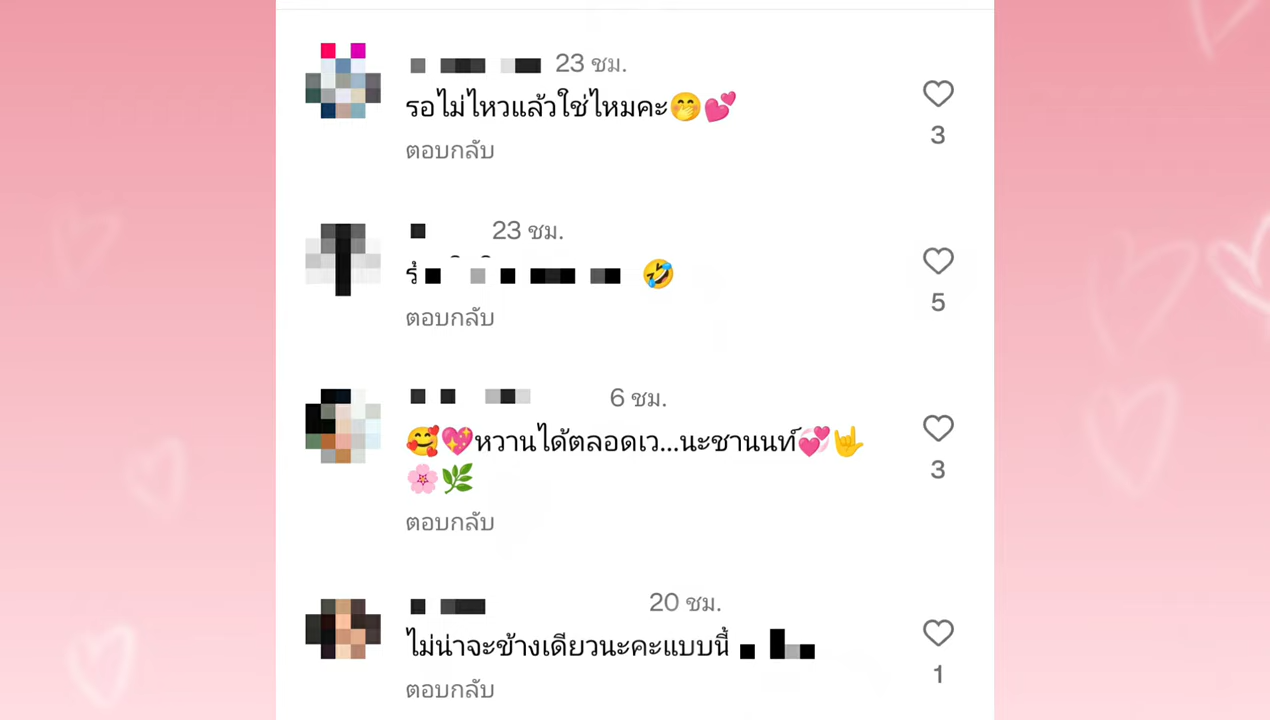 23 ชม.
รอไม่ไหวแล้วใช่ไหมคะ🤭💕
3
ตอบกลับ
23 ชม.
🤣
5
ตอบกลับ
6 ชม.
🥰💖หวานได้ตลอดเว...นะชานนท์💞🤟
🌸🌿
3
ตอบกลับ
20 ชม.
ไม่น่าจะข้างเดียวนะคะแบบนี้
1
ตอบกลับ